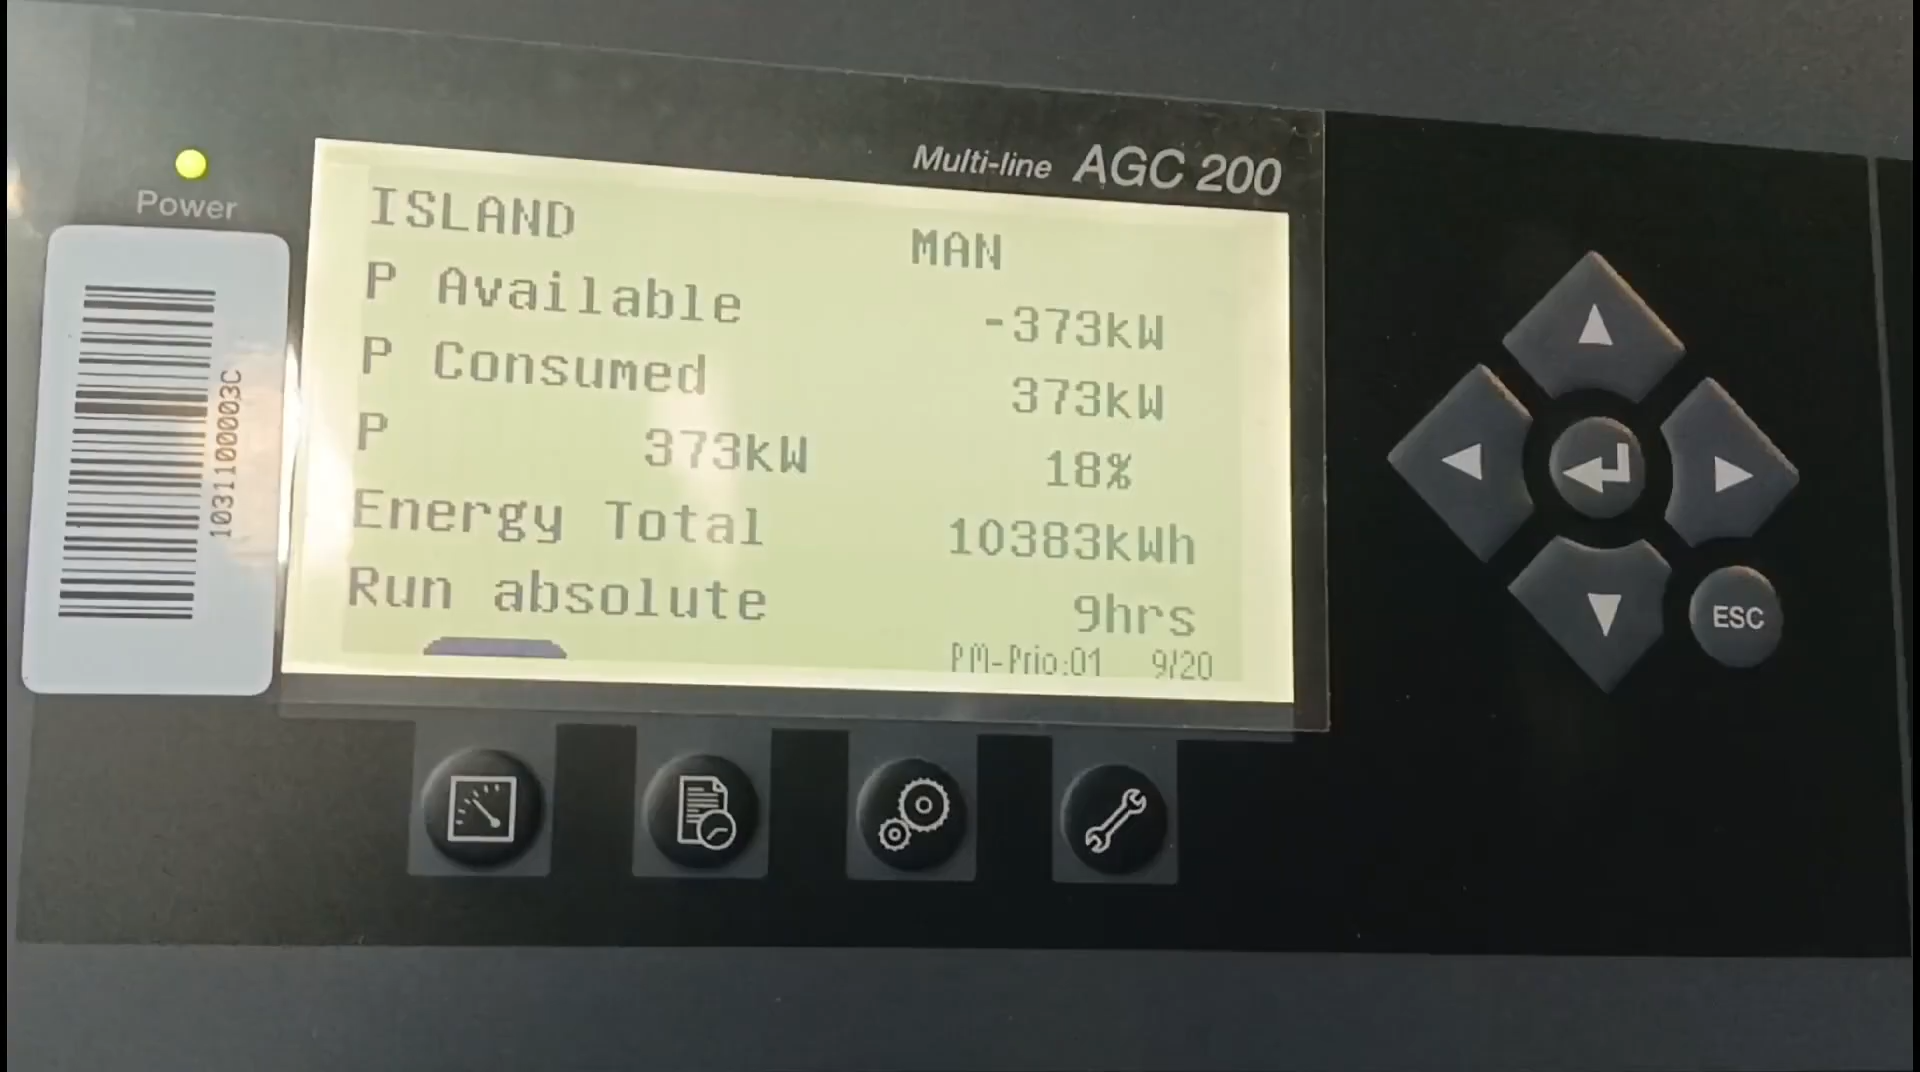 Multi-line AGC 200
Power
ISLAND MAN
P Available -373kW
P Consumed 373kW
P 373kW 18%
Energy Total 10383kWh
Run absolute 9hrs
PM-Prio:01 9/20
1031100003C
ESC